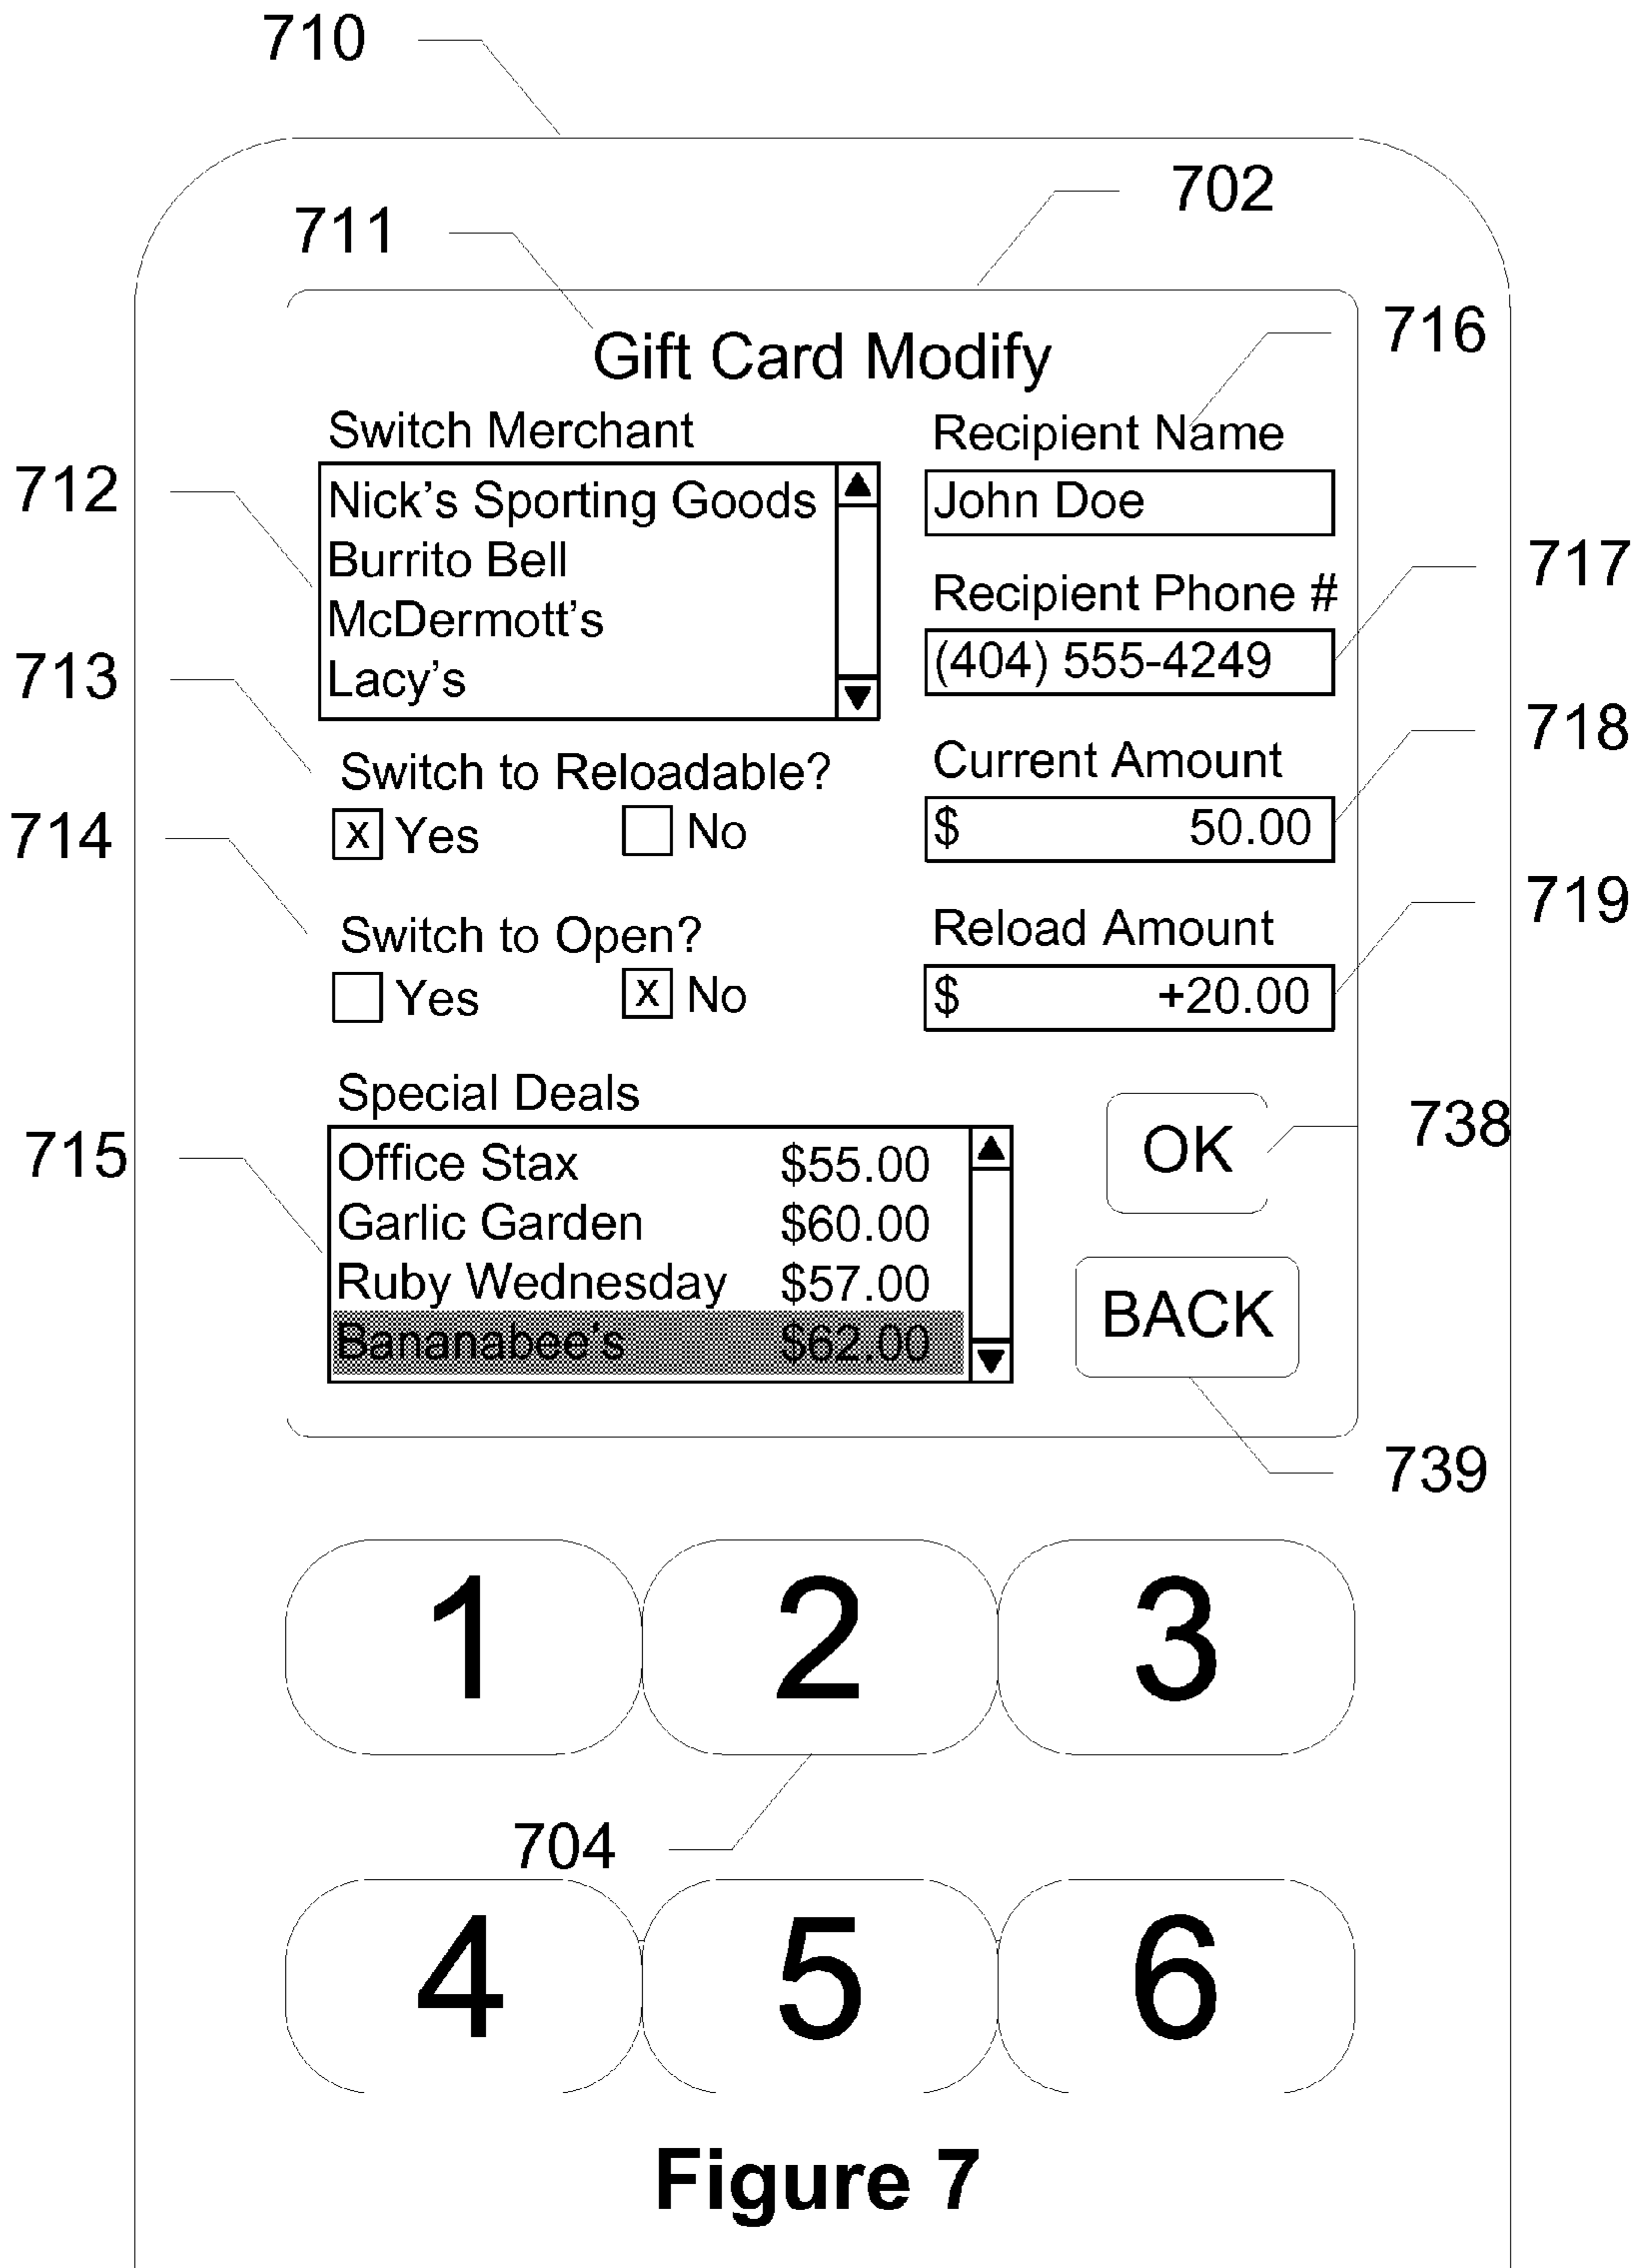 710
702
711
Gift Card Modify
716
Switch Merchant
Recipient Name
712
Nick's Sporting Goods
John Doe
Burrito Bell
717
Recipient Phone #
McDermott's
(404) 555-4249
713
Lacy's
718
Switch to Reloadable?
Current Amount
714
x Yes No
$ 50.00
719
Switch to Open?
Reload Amount
Yes x No
$ +20.00
Special Deals
715
Office Stax $55.00
OK
738
Garlic Garden $60.00
Ruby Wednesday $57.00
Bananabee's $62.00
BACK
739
1 2 3
704
4 5 6
Figure 7